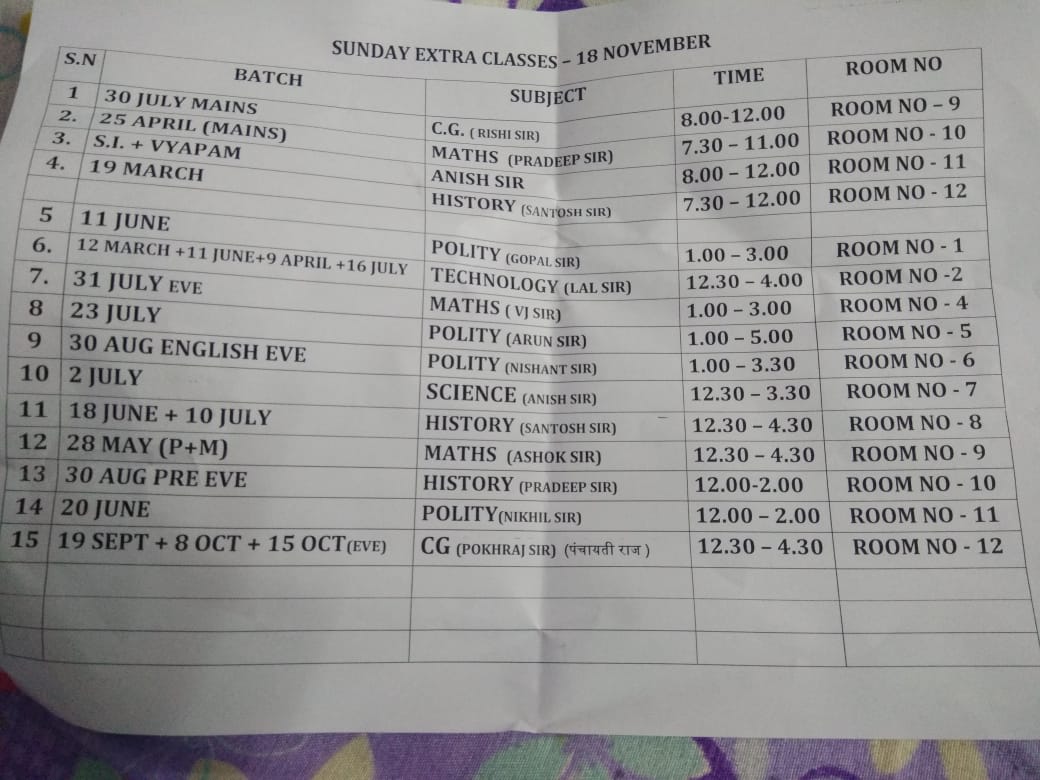 SUNDAY EXTRA CLASSES – 18 NOVEMBER
S.N BATCH SUBJECT TIME ROOM NO
1 30 JULY MAINS C.G. ( RISHI SIR) 8.00-12.00 ROOM NO – 9
2. 25 APRIL (MAINS) MATHS (PRADEEP SIR) 7.30 – 11.00 ROOM NO - 10
3. S.I. + VYAPAM ANISH SIR 8.00 – 12.00 ROOM NO - 11
4. 19 MARCH HISTORY (SANTOSH SIR) 7.30 – 12.00 ROOM NO - 12
5 11 JUNE POLITY (GOPAL SIR) 1.00 – 3.00 ROOM NO - 1
6. 12 MARCH +11 JUNE+9 APRIL +16 JULY TECHNOLOGY (LAL SIR) 12.30 – 4.00 ROOM NO -2
7. 31 JULY EVE MATHS ( VJ SIR) 1.00 – 3.00 ROOM NO - 4
8 23 JULY POLITY (ARUN SIR) 1.00 – 5.00 ROOM NO - 5
9 30 AUG ENGLISH EVE POLITY (NISHANT SIR) 1.00 – 3.30 ROOM NO - 6
10 2 JULY SCIENCE (ANISH SIR) 12.30 – 3.30 ROOM NO - 7
11 18 JUNE + 10 JULY HISTORY (SANTOSH SIR) 12.30 – 4.30 ROOM NO - 8
12 28 MAY (P+M) MATHS (ASHOK SIR) 12.30 – 4.30 ROOM NO - 9
13 30 AUG PRE EVE HISTORY (PRADEEP SIR) 12.00-2.00 ROOM NO - 10
14 20 JUNE POLITY(NIKHIL SIR) 12.00 – 2.00 ROOM NO - 11
15 19 SEPT + 8 OCT + 15 OCT(EVE) CG (POKHRAJ SIR) (पंचायती राज ) 12.30 – 4.30 ROOM NO - 12